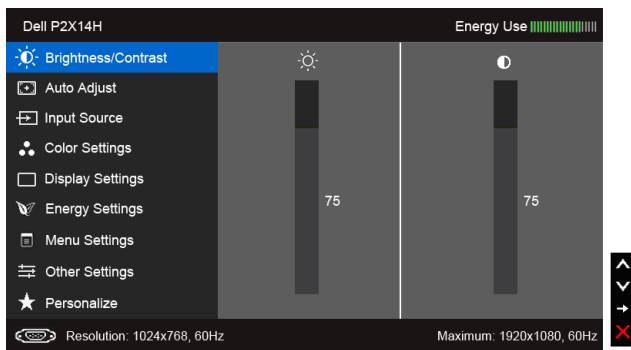 Dell P2X14H
Energy Use
Brightness/Contrast
Auto Adjust
Input Source
Color Settings
Display Settings
Energy Settings
Menu Settings
Other Settings
Personalize
75
75
Resolution: 1024x768, 60Hz
Maximum: 1920x1080, 60Hz